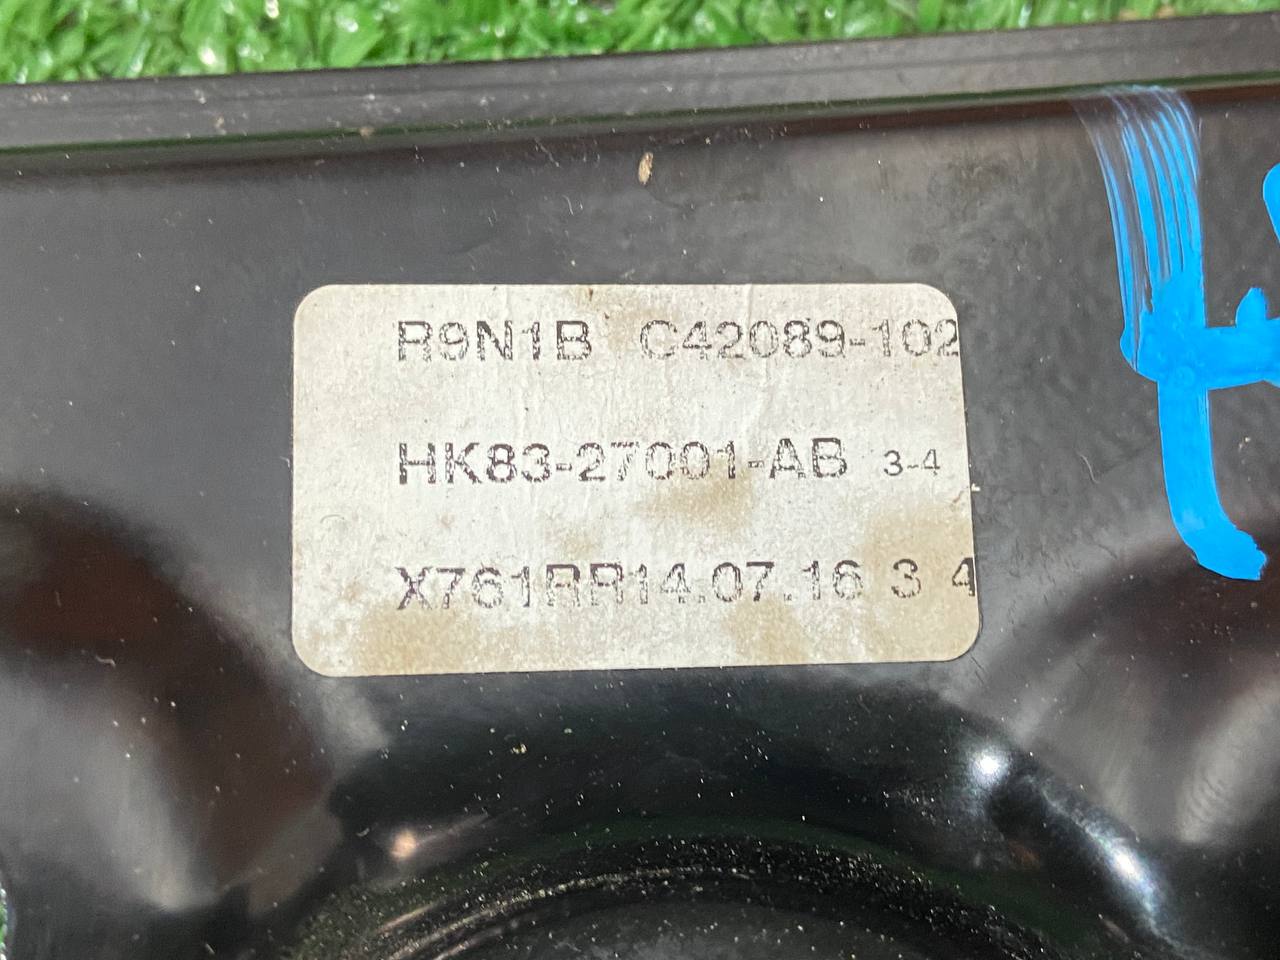 R9N1B C42089-102
HK83-27001-AB 3-4
X761RR14.07.16 3 4